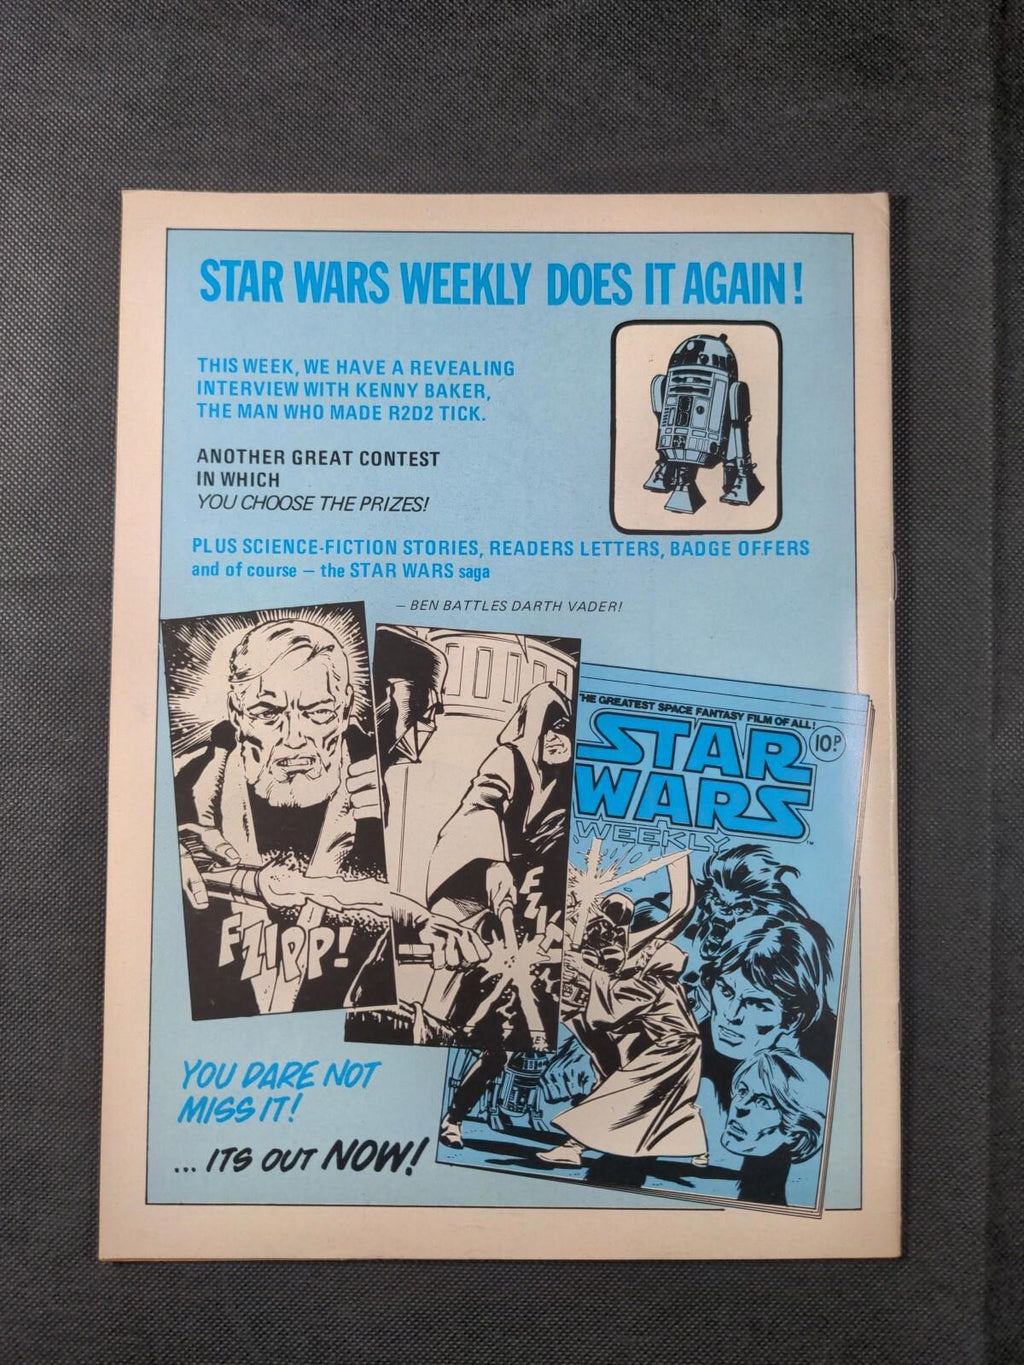 STAR WARS WEEKLY DOES IT AGAIN!
THIS WEEK, WE HAVE A REVEALING
INTERVIEW WITH KENNY BAKER,
THE MAN WHO MADE R2D2 TICK.
ANOTHER GREAT CONTEST
IN WHICH
YOU CHOOSE THE PRIZES!
PLUS SCIENCE-FICTION STORIES, READERS LETTERS, BADGE OFFERS
and of course — the STAR WARS saga
— BEN BATTLES DARTH VADER!
THE GREATEST SPACE FANTASY FILM OF ALL!
STAR
10P
WARS
TM
WEEKLY
FZIPP!
YOU DARE NOT
MISS IT!
... ITS OUT NOW!